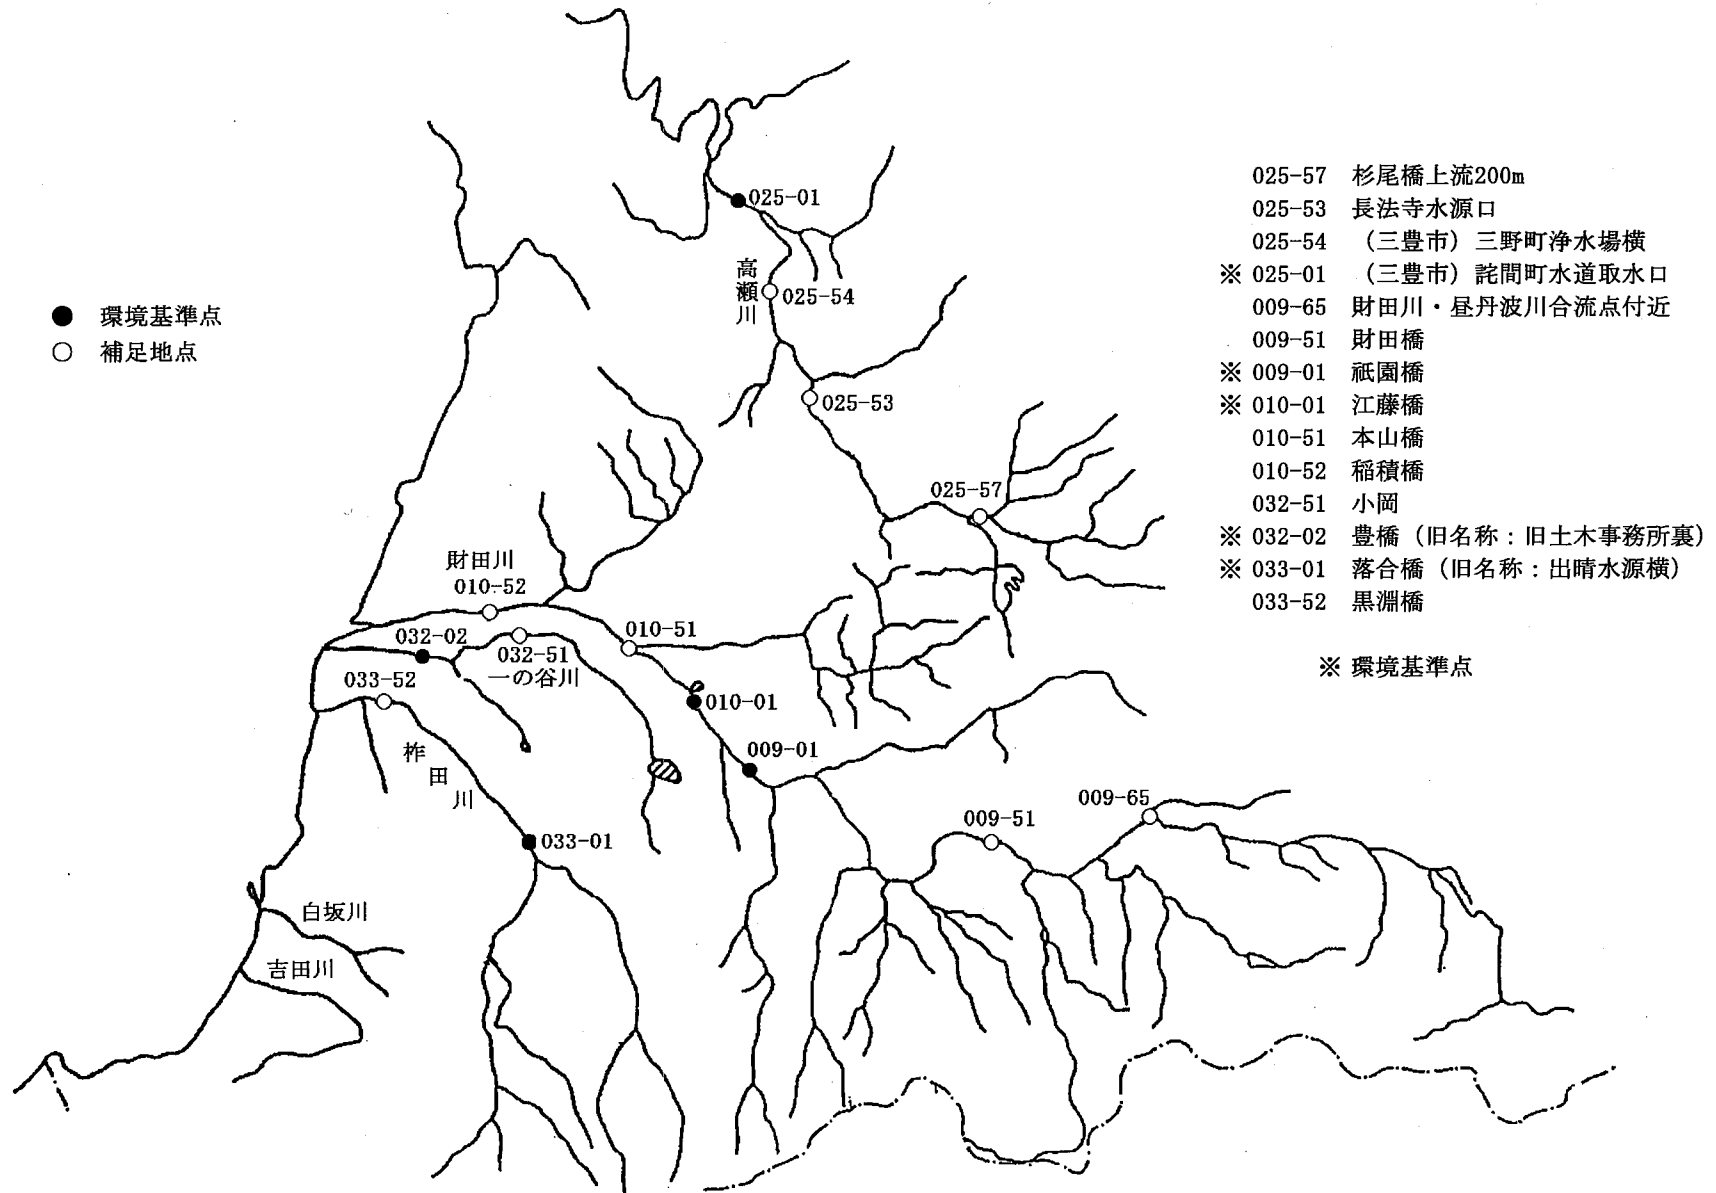 025-01
高瀬川
025-54
025-53
025-57
● 環境基準点
○ 補足地点
財田川
010-52
032-02
032-51
一の谷川
010-51
033-52
010-01
柞田川
009-01
033-01
009-51
009-65
白坂川
吉田川
025-57 杉尾橋上流200m
025-53 長法寺水源口
025-54 （三豊市）三野町浄水場横
※ 025-01 （三豊市）詫間町水道取水口
009-65 財田川・昼丹波川合流点付近
009-51 財田橋
※ 009-01 祇園橋
※ 010-01 江藤橋
010-51 本山橋
010-52 稲積橋
032-51 小岡
※ 032-02 豊橋（旧名称：旧土木事務所裏）
※ 033-01 落合橋（旧名称：出晴水源横）
033-52 黒淵橋
※ 環境基準点